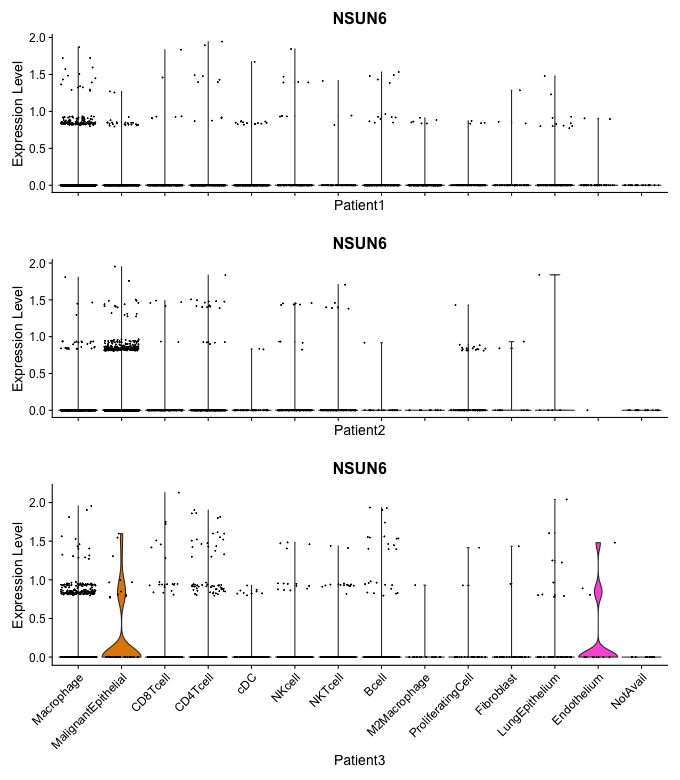 NSUN6
Expression Level
2.0
1.5
1.0
0.5
0.0
Patient1
NSUN6
Expression Level
2.0
1.5
1.0
0.5
0.0
Patient2
NSUN6
Expression Level
2.0
1.5
1.0
0.5
0.0
Macrophage
MalignantEpithelial
CD8Tcell
CD4Tcell
cDC
NKcell
NKTcell
Bcell
M2Macrophage
ProliferatingCell
Fibroblast
LungEpithelium
Endothelium
NotAvail
Patient3